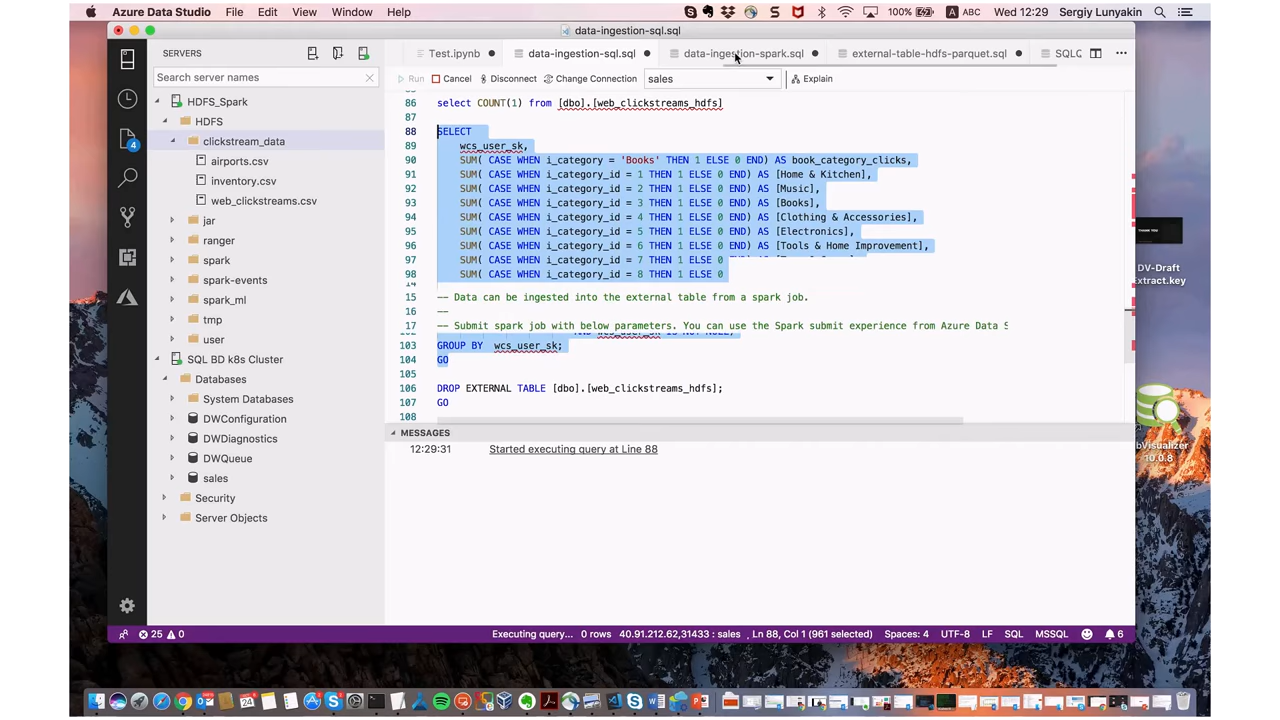 Azure Data Studio File Edit View Window Help 100% ABC Wed 12:29 Sergiy Lunyakin
data-ingestion-sql.sql
SERVERS
Test.ipynb data-ingestion-sql.sql data-ingestion-spark.sql external-table-hdfs-parquet.sql SQLC
Search server names
Run Cancel Disconnect Change Connection sales Explain
HDFS_Spark
HDFS
clickstream_data
airports.csv
inventory.csv
web_clickstreams.csv
jar
ranger
spark
spark-events
spark_ml
tmp
user
SQL BD k8s Cluster
Databases
System Databases
DWConfiguration
DWDiagnostics
DWQueue
sales
Security
Server Objects
4
86 select COUNT(1) from [dbo].[web_clickstreams_hdfs]
87
88 SELECT
89 wcs_user_sk,
90 SUM( CASE WHEN i_category = 'Books' THEN 1 ELSE 0 END) AS book_category_clicks,
91 SUM( CASE WHEN i_category_id = 1 THEN 1 ELSE 0 END) AS [Home & Kitchen],
92 SUM( CASE WHEN i_category_id = 2 THEN 1 ELSE 0 END) AS [Music],
93 SUM( CASE WHEN i_category_id = 3 THEN 1 ELSE 0 END) AS [Books],
94 SUM( CASE WHEN i_category_id = 4 THEN 1 ELSE 0 END) AS [Clothing & Accessories],
95 SUM( CASE WHEN i_category_id = 5 THEN 1 ELSE 0 END) AS [Electronics],
96 SUM( CASE WHEN i_category_id = 6 THEN 1 ELSE 0 END) AS [Tools & Home Improvement],
97 SUM( CASE WHEN i_category_id = 7 THEN 1 ELSE 0
98 SUM( CASE WHEN i_category_id = 8 THEN 1 ELSE 0
14
15 -- Data can be ingested into the external table from a spark job.
16 --
17 -- Submit spark job with below parameters. You can use the Spark submit experience from Azure Data S
103 GROUP BY wcs_user_sk;
104 GO
105
106 DROP EXTERNAL TABLE [dbo].[web_clickstreams_hdfs];
107 GO
108
MESSAGES
12:29:31 Started executing query at Line 88
25 0 Executing query... 0 rows 40.91.212.62,31433 : sales Ln 88, Col 1 (961 selected) Spaces: 4 UTF-8 LF SQL MSSQL 6
THANK YOU
DV-Draft
Extract.key
bVisualizer
10.0.8